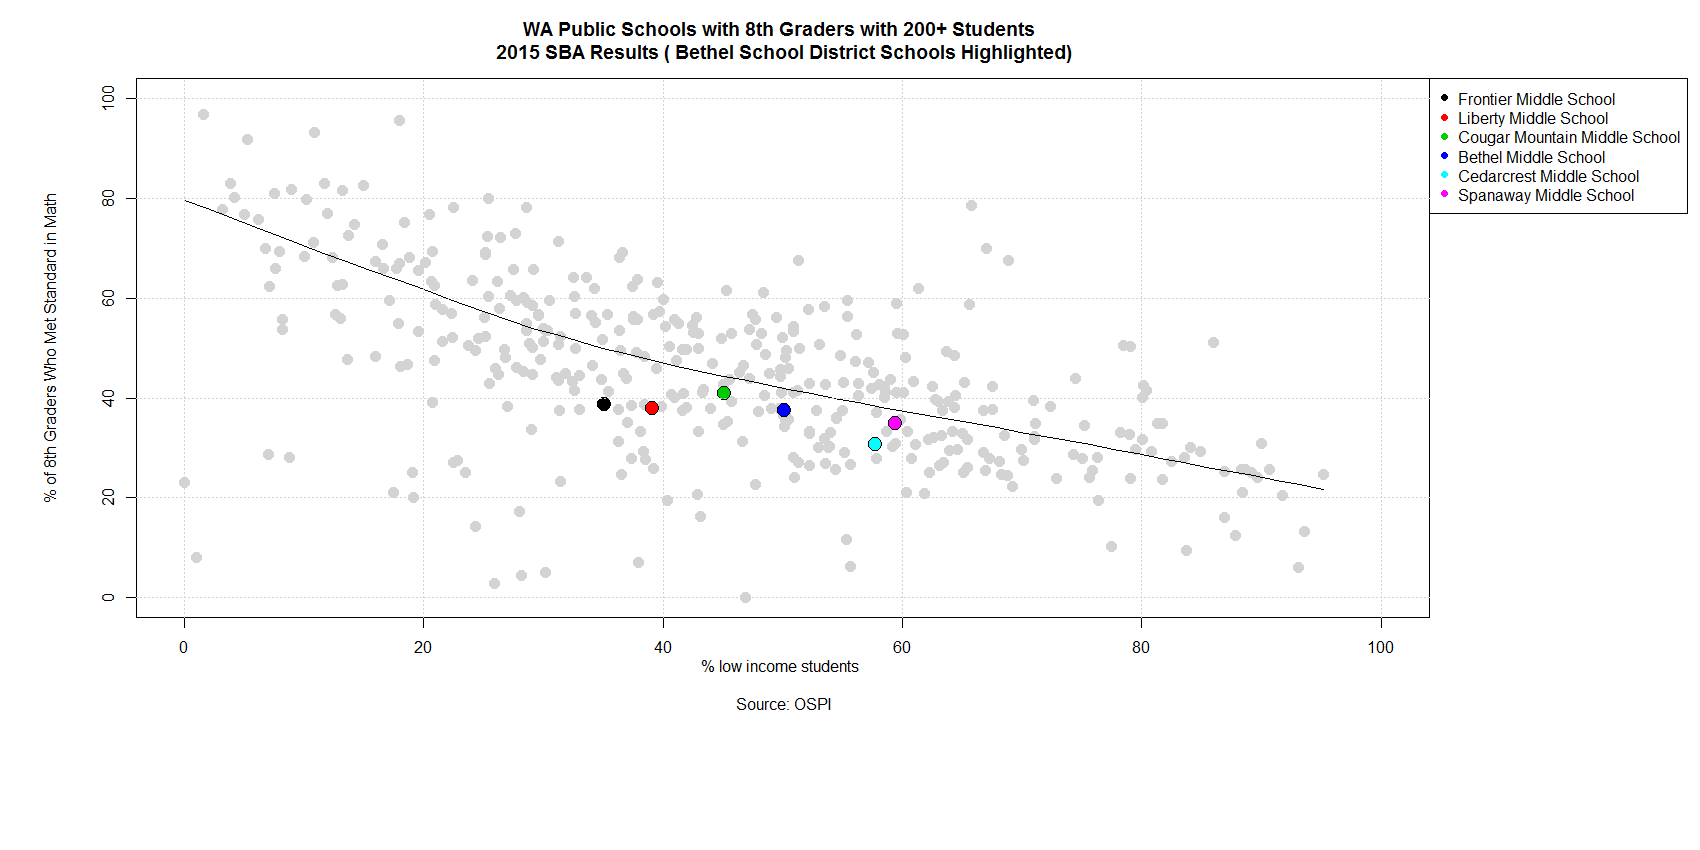 WA Public Schools with 8th Graders with 200+ Students
2015 SBA Results ( Bethel School District Schools Highlighted)
% of 8th Graders Who Met Standard in Math
100
80
60
40
20
0
0 20 40 60 80 100
% low income students
Source: OSPI
Frontier Middle School
Liberty Middle School
Cougar Mountain Middle School
Bethel Middle School
Cedarcrest Middle School
Spanaway Middle School